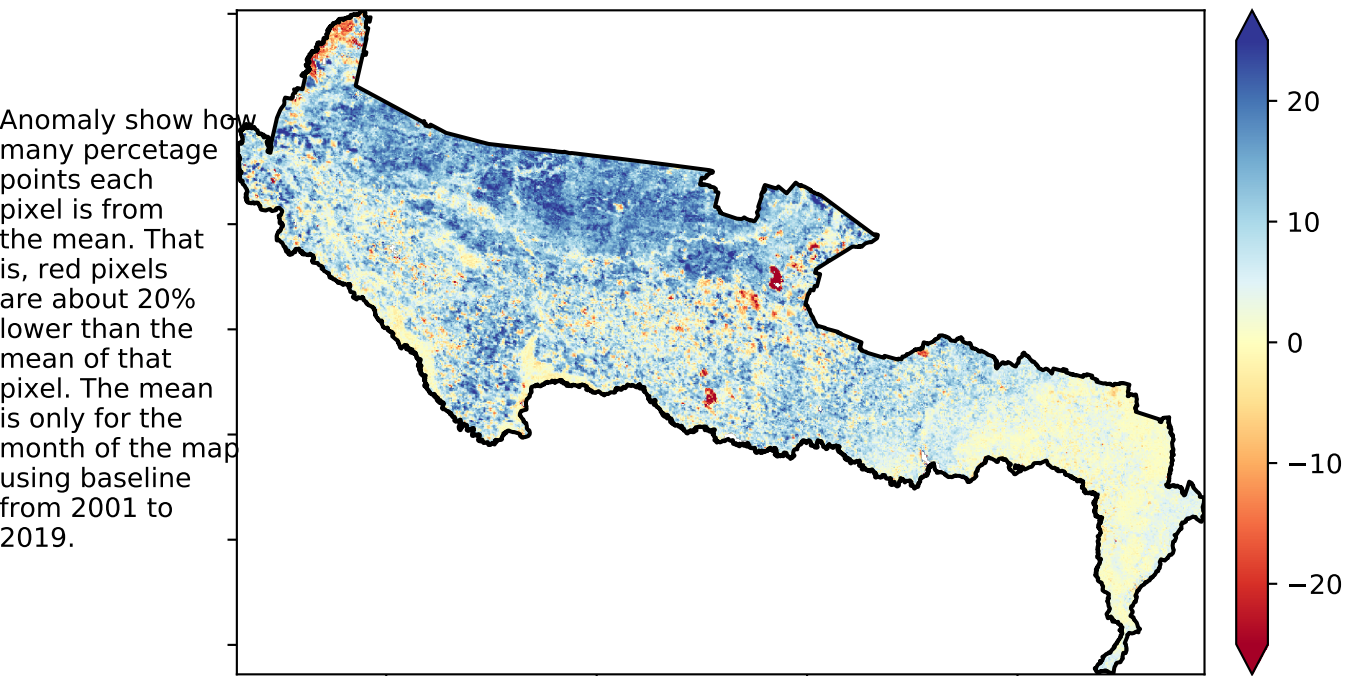 Anomaly show how
many percetage
points each
pixel is from
the mean. That
is, red pixels
are about 20%
lower than the
mean of that
pixel. The mean
is only for the
month of the map
using baseline
from 2001 to
2019.
20
10
0
−10
−20